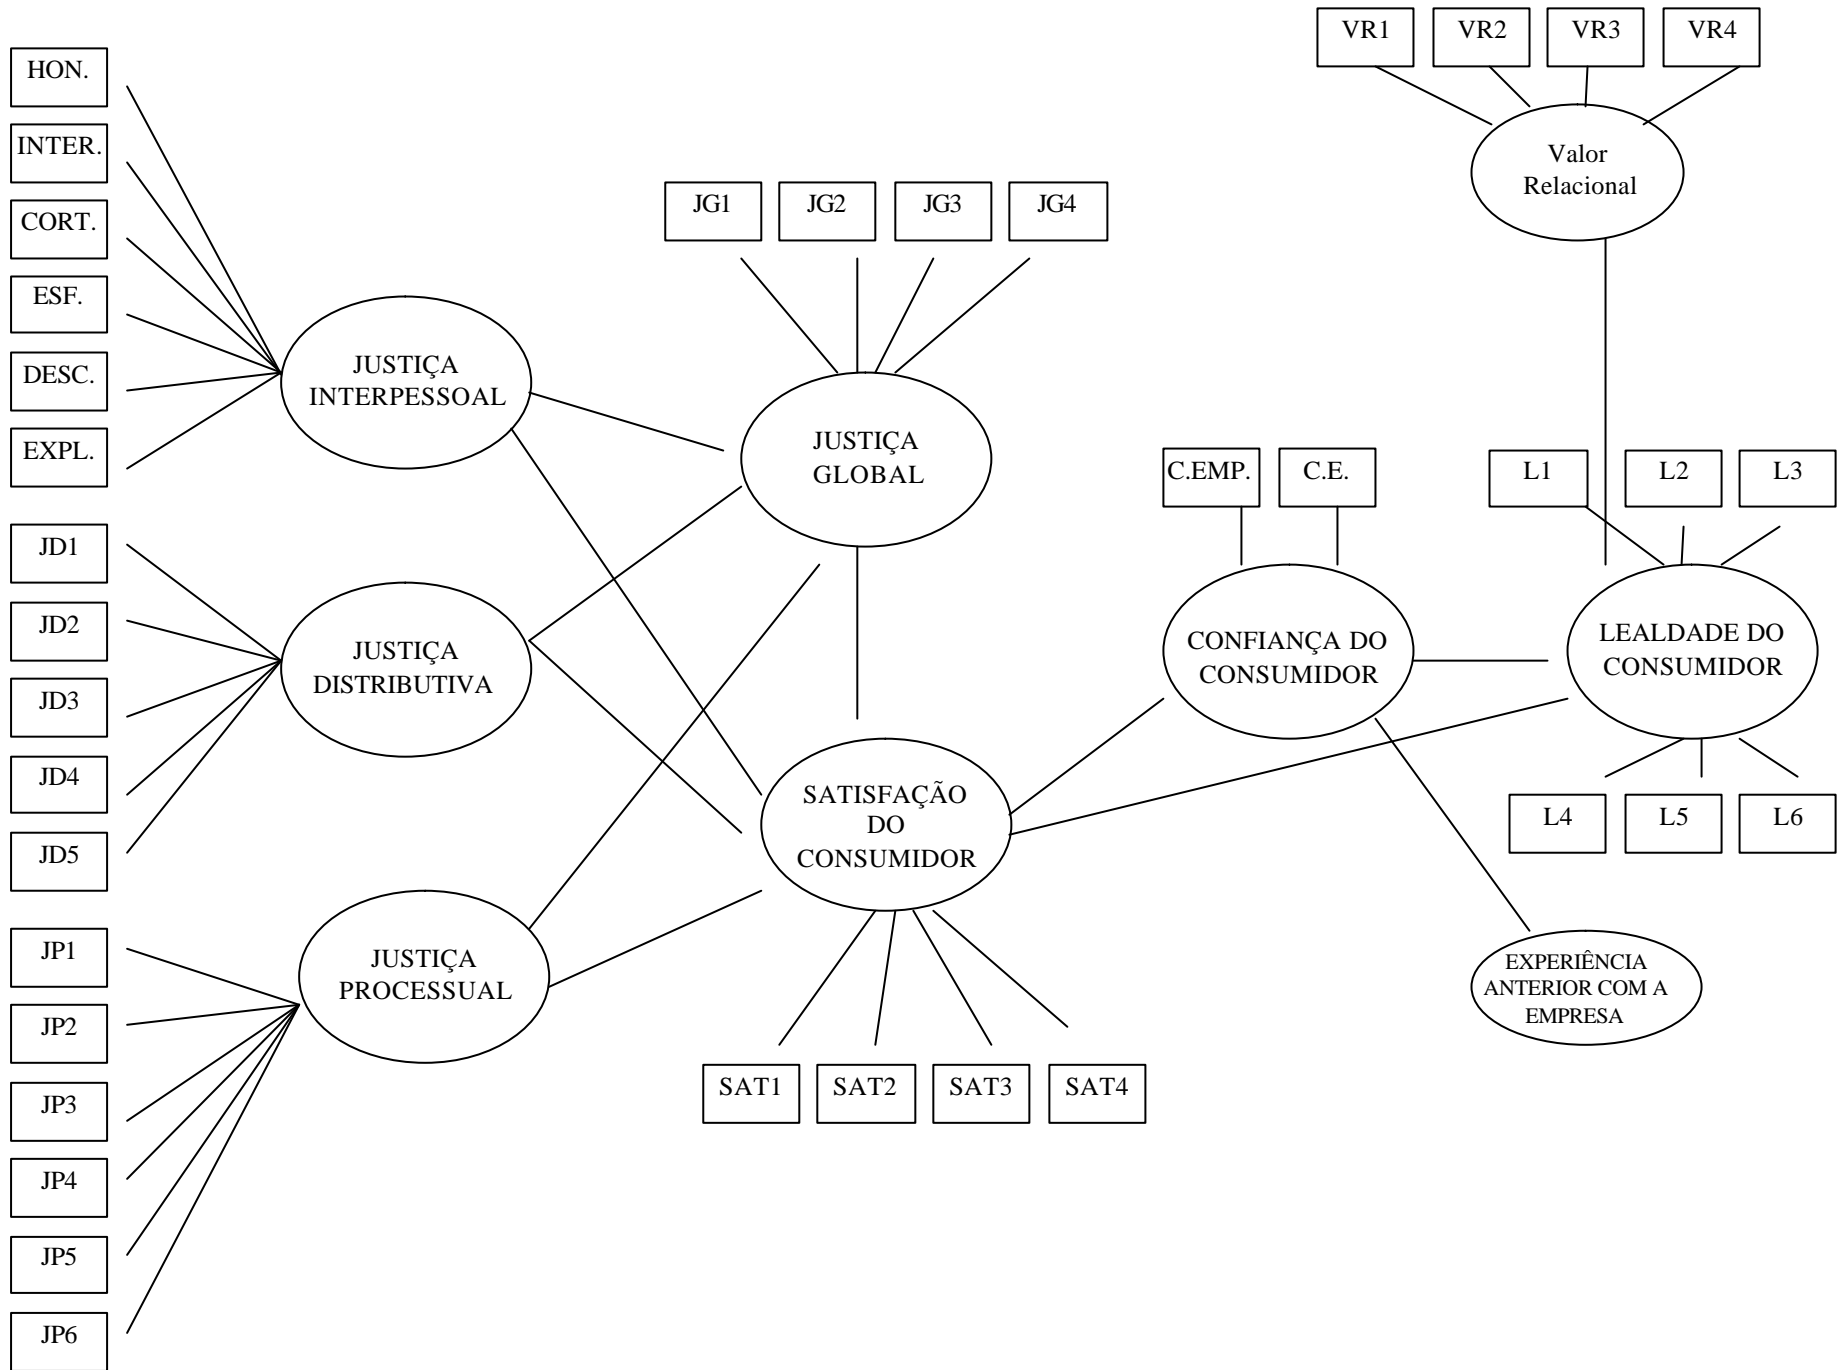 VR1
VR2
VR3
VR4
Valor
Relacional
HON.
INTER.
CORT.
ESF.
DESC.
EXPL.
JG1
JG2
JG3
JG4
JUSTIÇA
INTERPESSOAL
JUSTIÇA
GLOBAL
C.EMP.
C.E.
L1
L2
L3
JD1
JD2
JD3
JD4
JD5
JUSTIÇA
DISTRIBUTIVA
CONFIANÇA DO
CONSUMIDOR
LEALDADE DO
CONSUMIDOR
L4
L5
L6
SATISFAÇÃO
DO
CONSUMIDOR
JP1
JP2
JP3
JP4
JP5
JP6
JUSTIÇA
PROCESSUAL
EXPERIÊNCIA
ANTERIOR COM A
EMPRESA
SAT1
SAT2
SAT3
SAT4